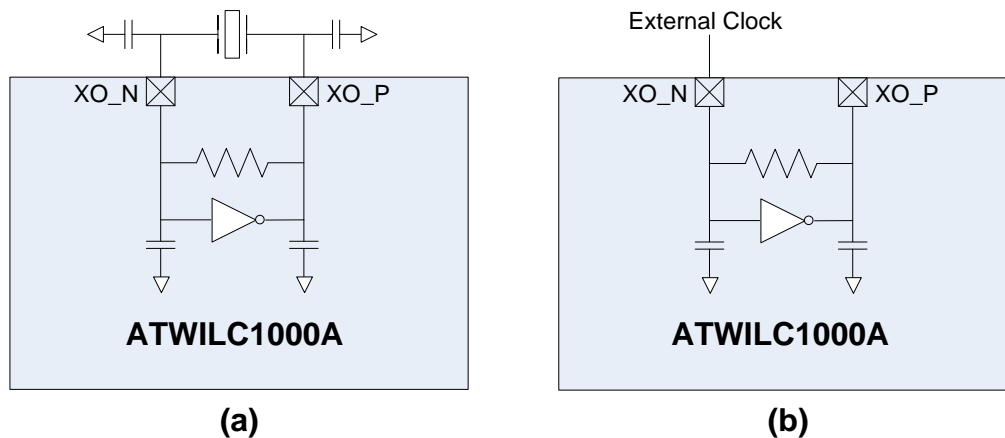 External Clock
XO_N XO_P
XO_N XO_P
ATWILC1000A
ATWILC1000A
(a)
(b)